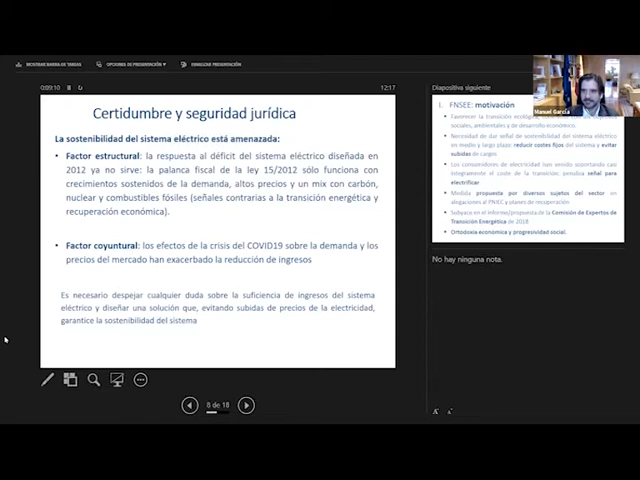 MOSTRAR BARRA DE TAREAS
OPCIONES DE PRESENTACIÓN ▾
FINALIZAR PRESENTACIÓN
0:09:10
12:17
Certidumbre y seguridad jurídica
La sostenibilidad del sistema eléctrico está amenazada:
• Factor estructural: la respuesta al déficit del sistema eléctrico diseñada en
2012 ya no sirve: la palanca fiscal de la ley 15/2012 sólo funciona con
crecimientos sostenidos de la demanda, altos precios y un mix con carbón,
nuclear y combustibles fósiles (señales contrarias a la transición energética y
recuperación económica).
• Factor coyuntural: los efectos de la crisis del COVID19 sobre la demanda y los
precios del mercado han exacerbado la reducción de ingresos
Es necesario despejar cualquier duda sobre la suficiencia de ingresos del sistema
eléctrico y diseñar una solución que, evitando subidas de precios de la electricidad,
garantice la sostenibilidad del sistema
8 de 18
Diapositiva siguiente
Manuel García
I. FNSEE: motivación
• Favorecer la transición
sociales, ambientales y de desarrollo económico.
• Necesidad de dar señal de sostenibilidad del sistema eléctrico
en medio y largo plazo: reducir costes fijos del sistema y evitar
subidas de cargos
• Los consumidores de electricidad han venido soportando casi
íntegramente el coste de la transición: penaliza señal para
electrificar
• Medida propuesta por diversos sujetos del sector en
alegaciones al PNIEC y planes de recuperación
• Subyace en el informe/propuesta de la Comisión de Expertos de
Transición Energética de 2018
• Ortodoxia económica y progresividad social.
No hay ninguna nota.